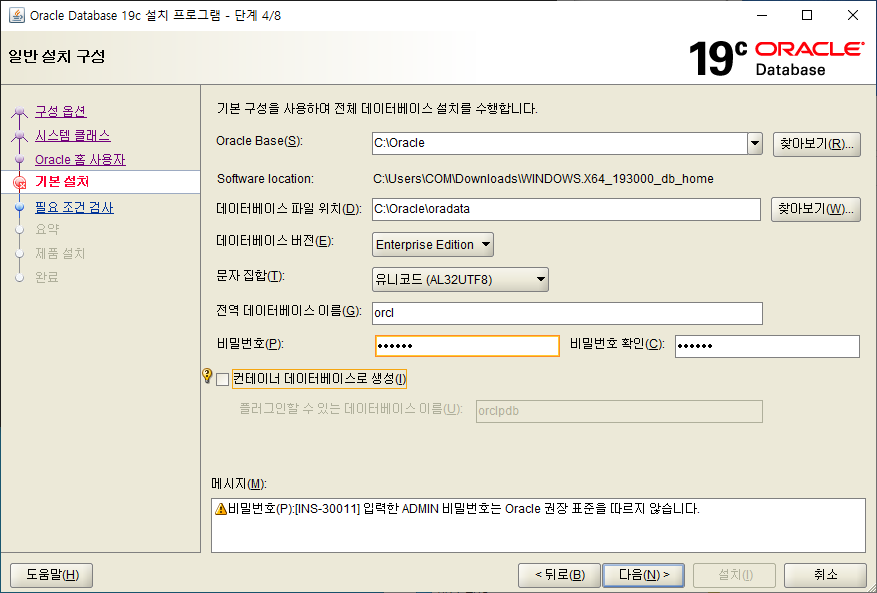 Oracle Database 19c 설치 프로그램 - 단계 4/8
일반 설치 구성
19c ORACLE
Database
구성 옵션
시스템 클래스
Oracle 홈 사용자
기본 설치
필요 조건 검사
요약
제품 설치
완료
기본 구성을 사용하여 전체 데이터베이스 설치를 수행합니다.
Oracle Base(S): C:\Oracle 찾아보기(R)...
Software location: C:\Users\COM\Downloads\WINDOWS.X64_193000_db_home
데이터베이스 파일 위치(D): C:\Oracle\oradata 찾아보기(W)...
데이터베이스 버전(E): Enterprise Edition
문자 집합(T): 유니코드 (AL32UTF8)
전역 데이터베이스 이름(G): orcl
비밀번호(P): •••••• 비밀번호 확인(C): ••••••
컨테이너 데이터베이스로 생성(I)
플러그인할 수 있는 데이터베이스 이름(U): orclpdb
메시지(M):
비밀번호(P):[INS-30011] 입력한 ADMIN 비밀번호는 Oracle 권장 표준을 따르지 않습니다.
도움말(H) < 뒤로(B) 다음(N) > 설치(I) 취소